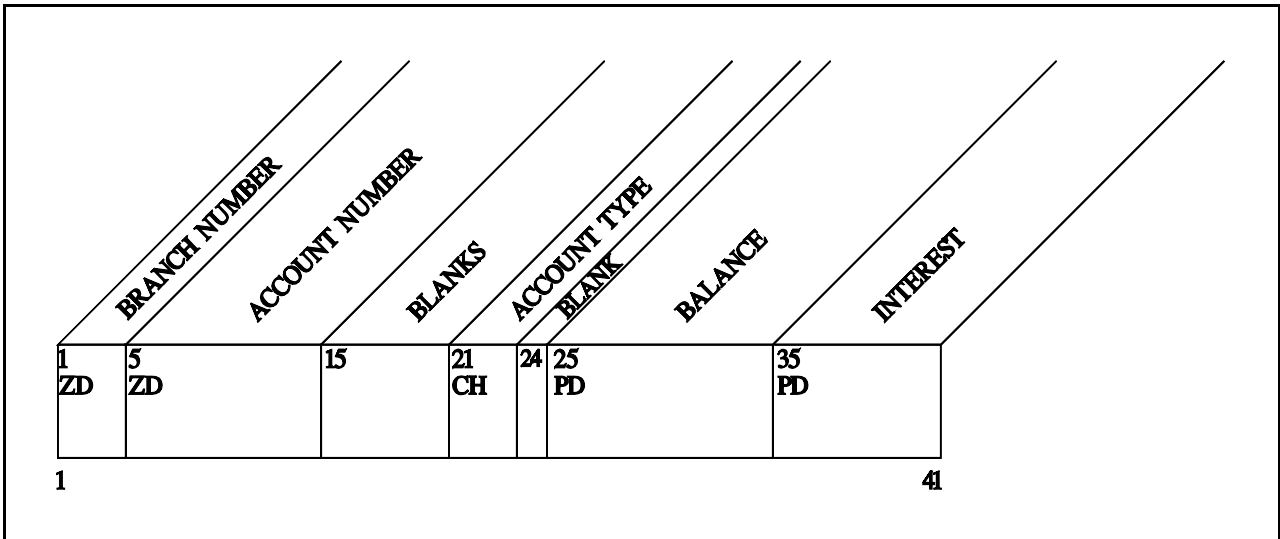 BRANCH NUMBER
ACCOUNT NUMBER
BLANKS
ACCOUNT TYPE
BLANK
BALANCE
INTEREST
1 5 15 21 24 25 35
ZD ZD CH PD PD
1 41